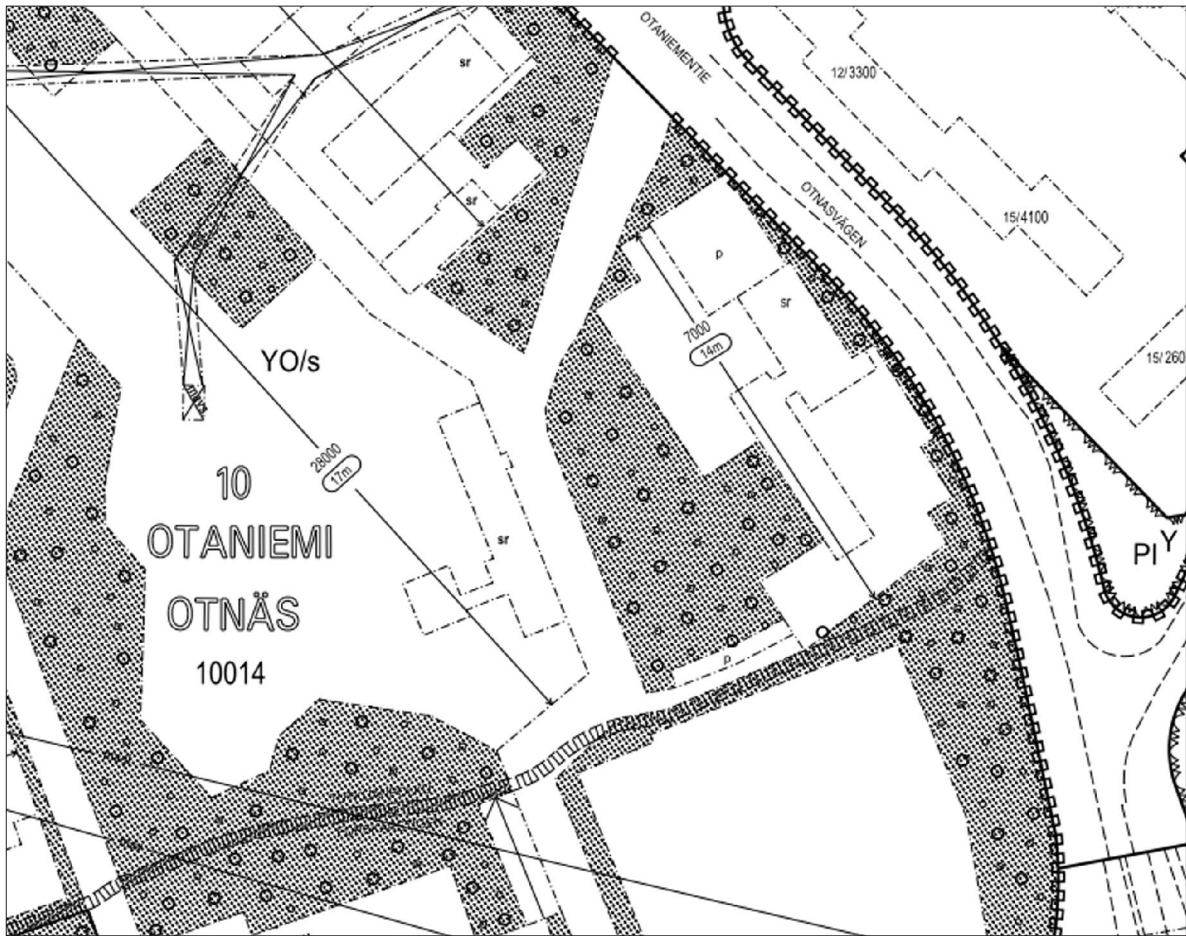 sr
OTANIEMENTIE
12/3300
sr
OTNÄSVÄGEN
15/4100
p
sr
7000
14m
15/260
YO/s
28000
17m
10
OTANIEMI
OTNÄS
10014
sr
PI Y
p